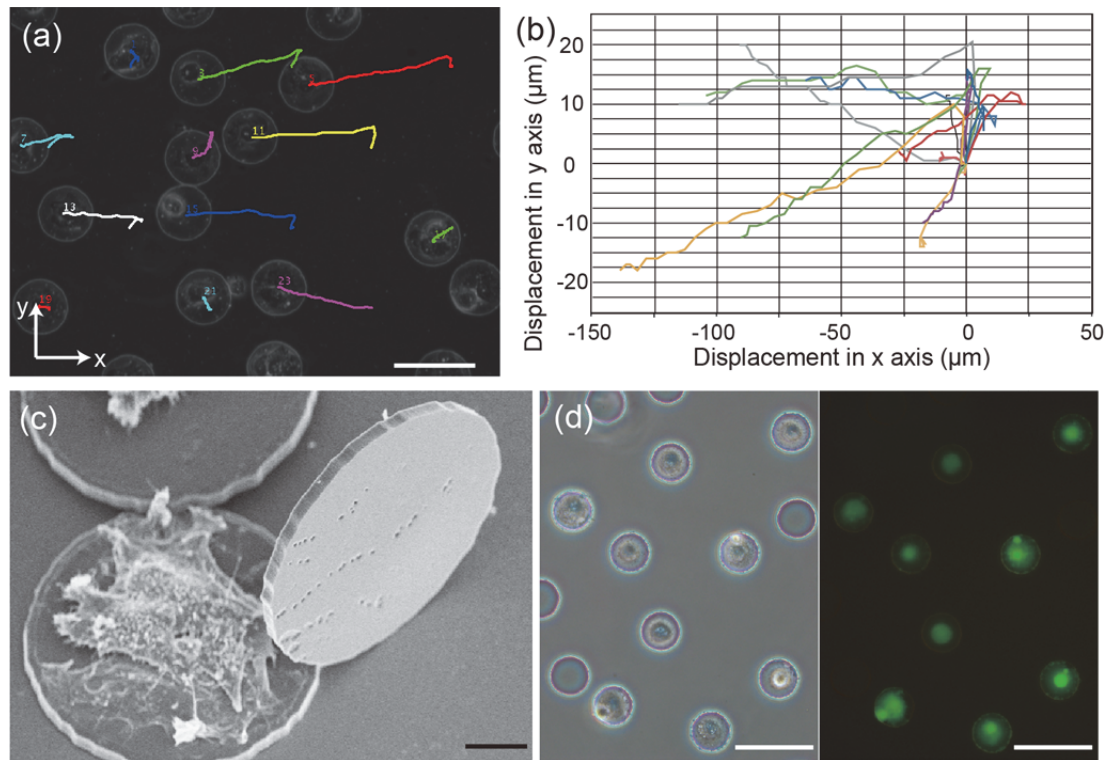 (a)
3
5
7
9
11
13
15
17
19
21
23
y
x
(b)
Displacement in y axis (μm)
20
10
0
-10
-20
-150
-100
-50
0
50
Displacement in x axis (μm)
(c)
(d)